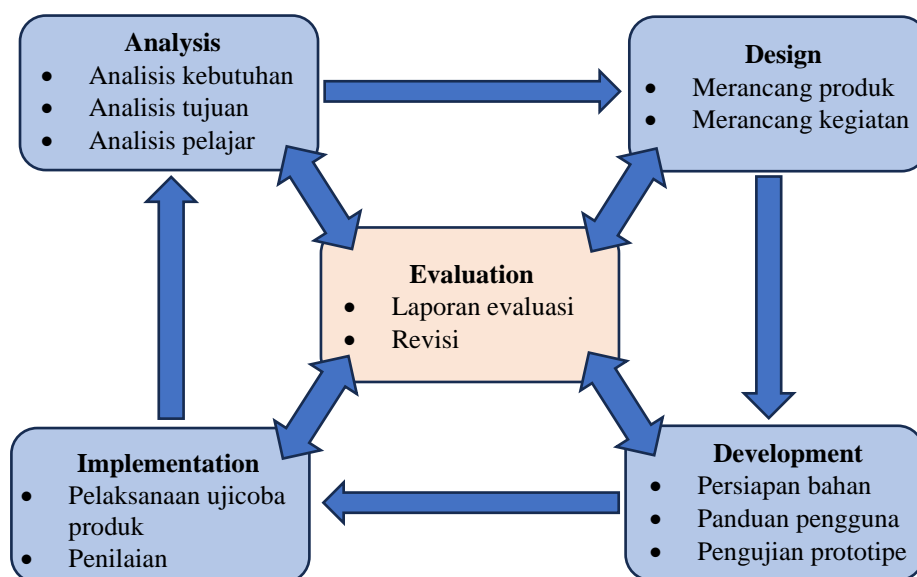 Analysis
• Analisis kebutuhan
• Analisis tujuan
• Analisis pelajar
Design
• Merancang produk
• Merancang kegiatan
Evaluation
• Laporan evaluasi
• Revisi
Implementation
• Pelaksanaan ujicoba
produk
• Penilaian
Development
• Persiapan bahan
• Panduan pengguna
• Pengujian prototipe